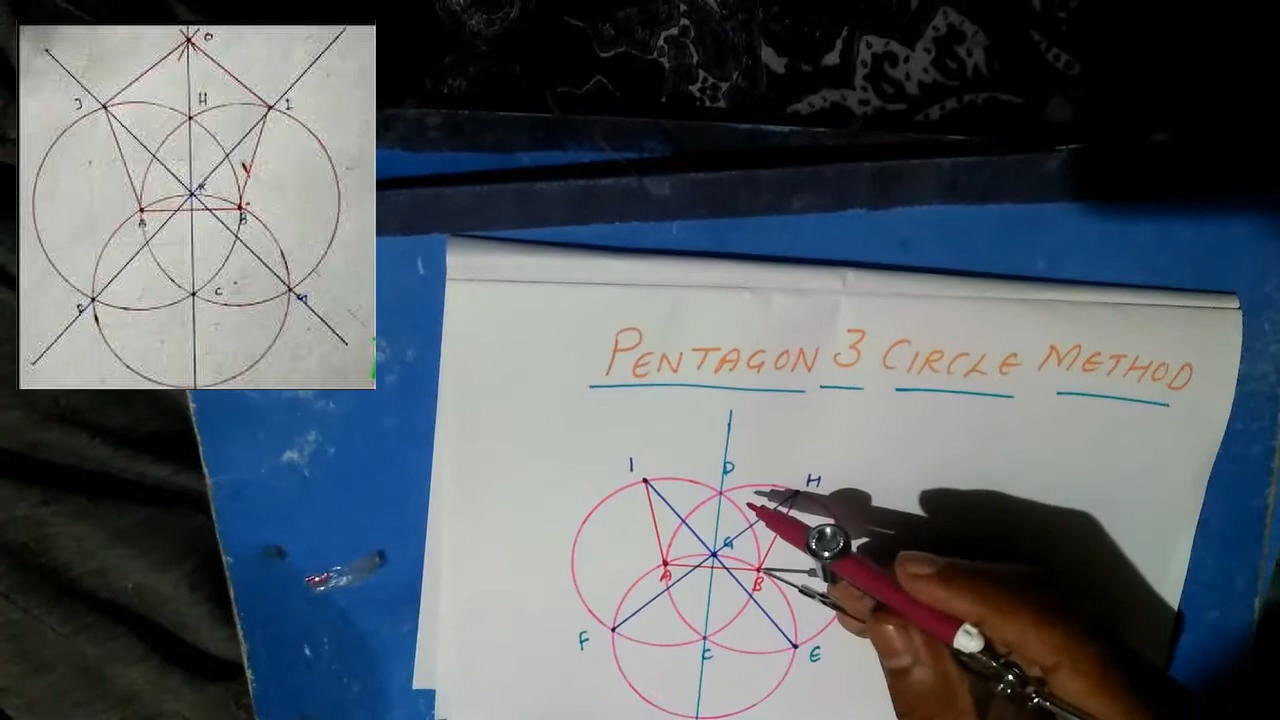 O
J H I
K
A B
C
PENTAGON 3 CIRCLE METHOD
I D H
G
A B
F C E